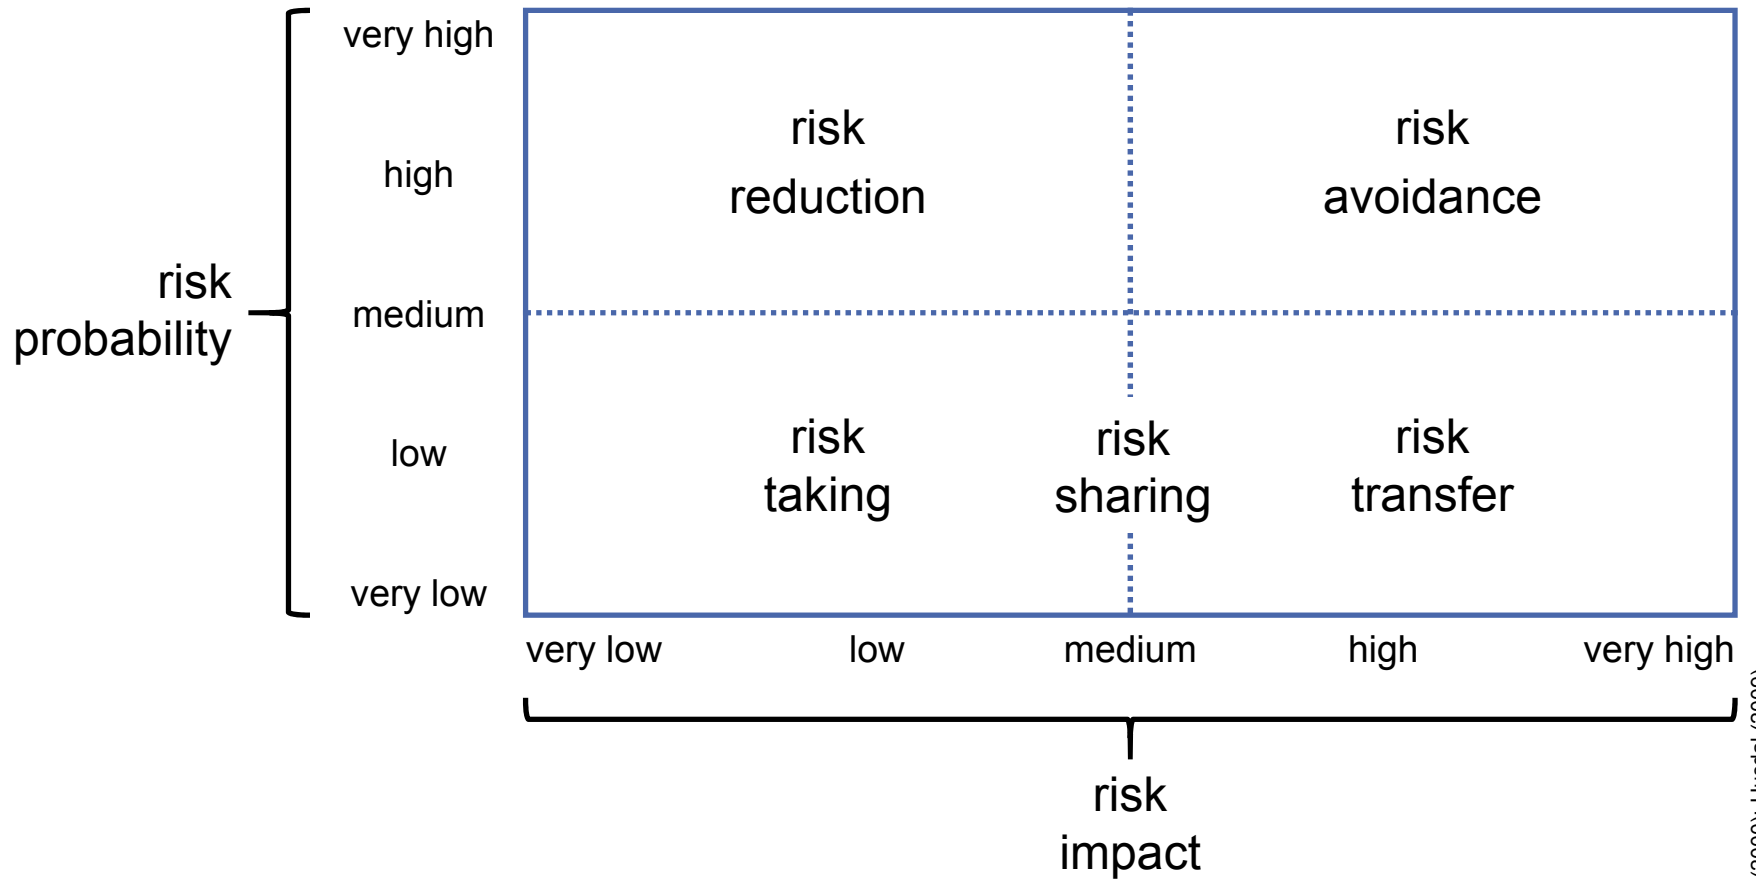 very high
risk
reduction
risk
avoidance
high
risk
probability
medium
low
risk
taking
risk
sharing
risk
transfer
very low
very low
low
medium
high
very high
risk
impact